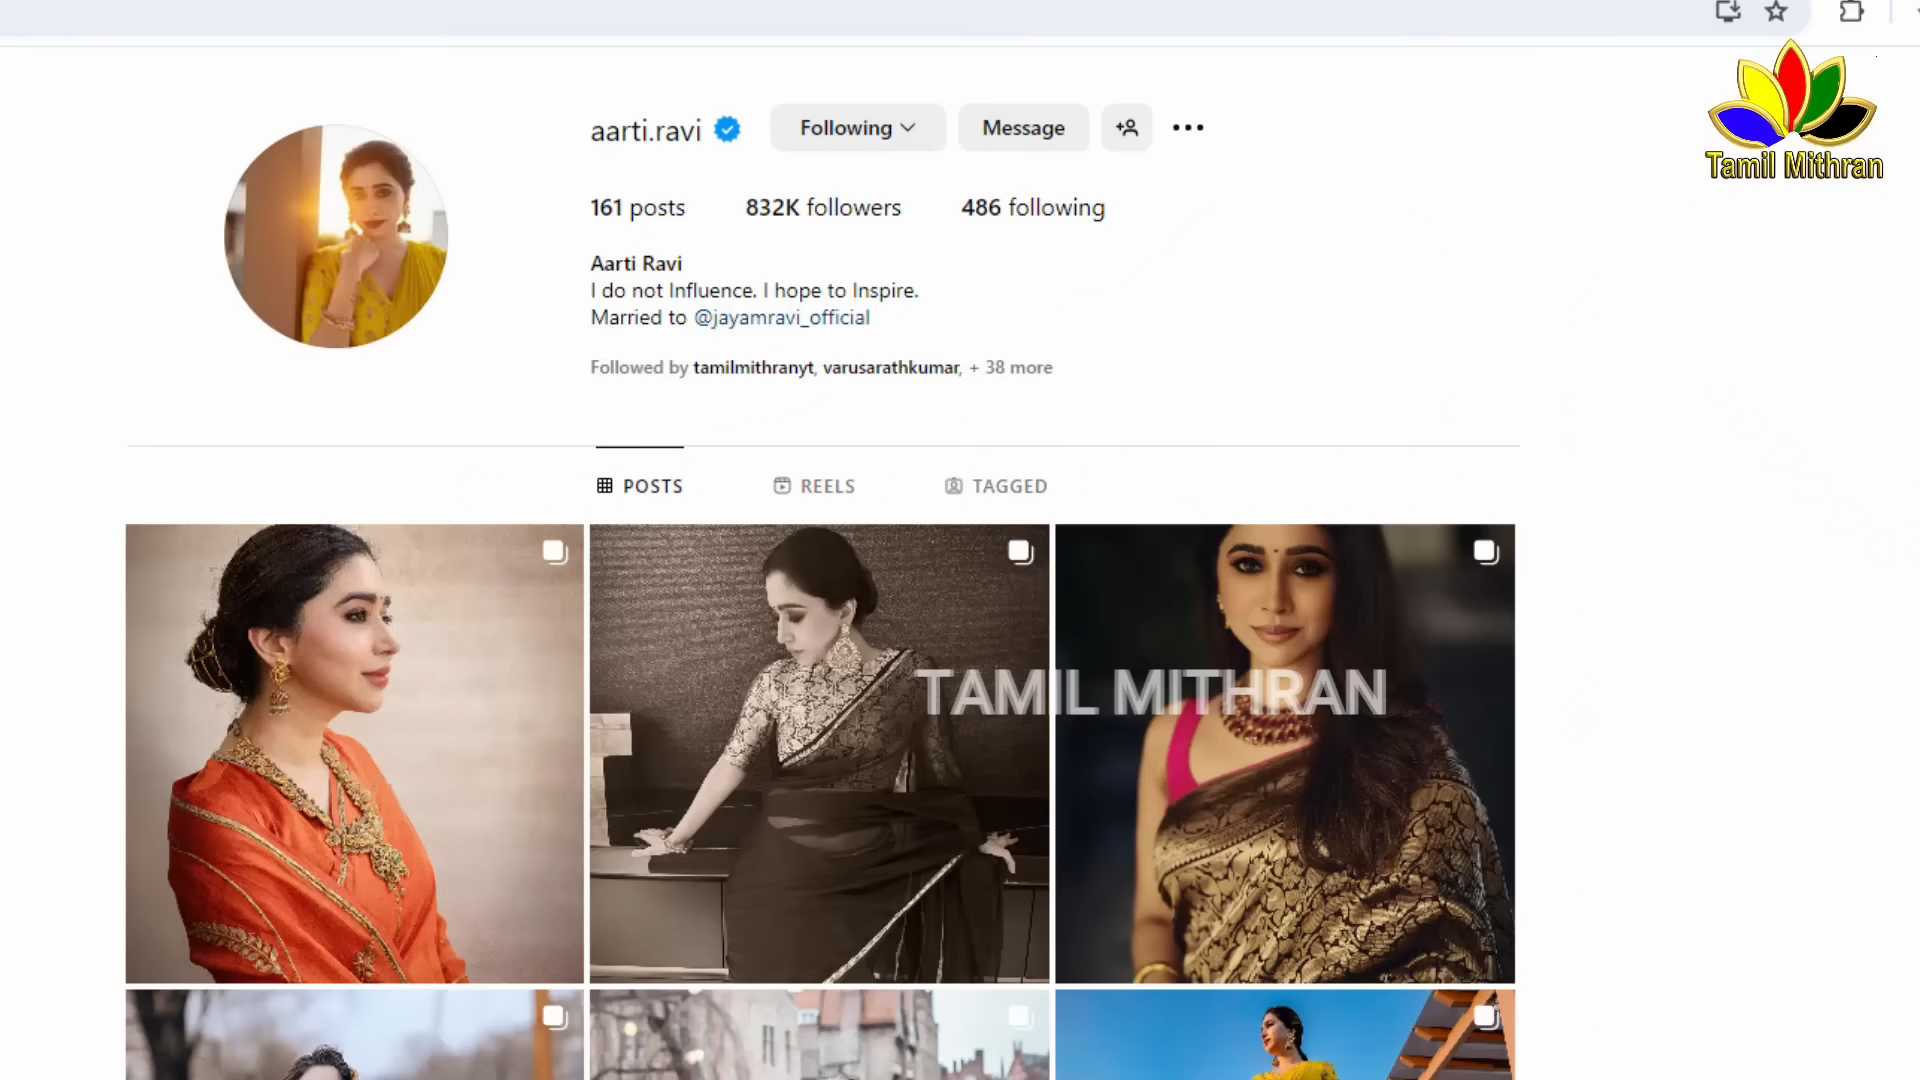 aarti.ravi Following Message
Tamil Mithran
161 posts 832K followers 486 following
Aarti Ravi
I do not Influence. I hope to Inspire.
Married to @jayamravi_official
Followed by tamilmithranyt, varusarathkumar, + 38 more
POSTS REELS TAGGED
TAMIL MITHRAN